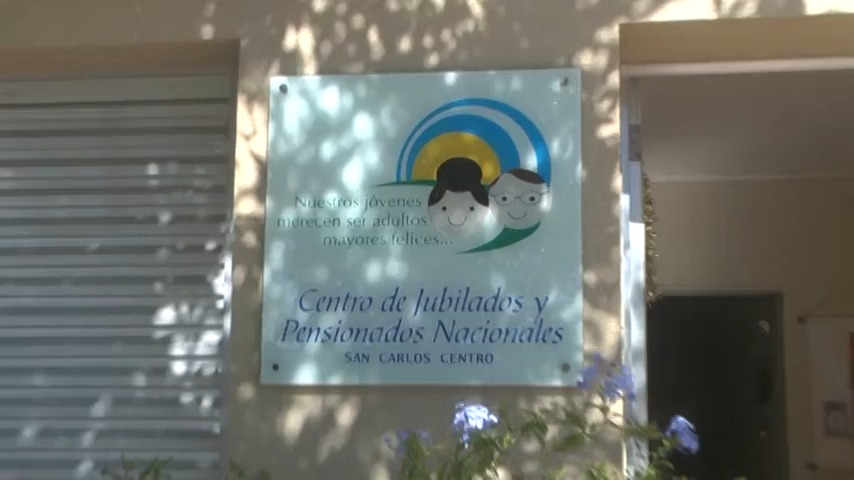 Nuestros jóvenes
merecen ser adultos
mayores felices...
Centro de Jubilados y
Pensionados Nacionales
SAN CARLOS CENTRO